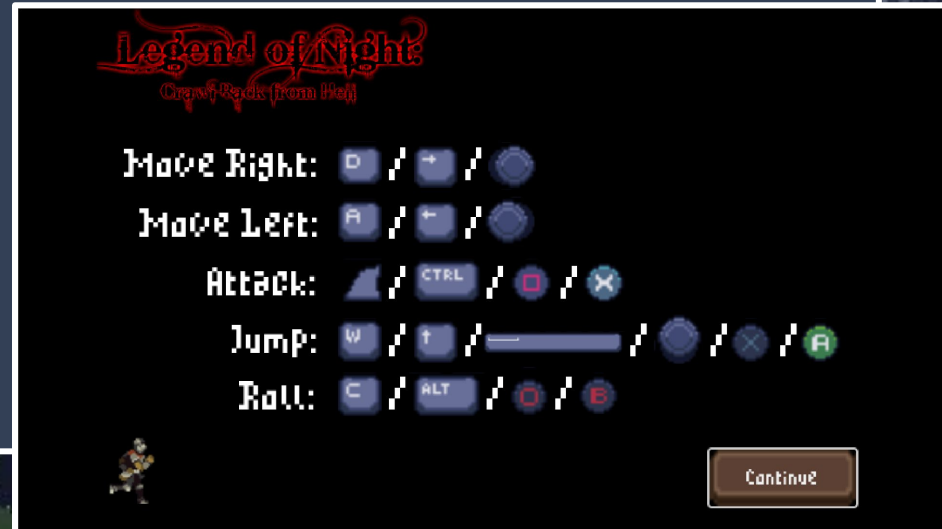 Legend of Night:
Crawl Back from Hell
Move Right: D / → /
Move Left: A / ← /
Attack: / CTRL / □ / X
Jump: W / ↑ / / / X / A
Roll: C / ALT / O / B
Continue